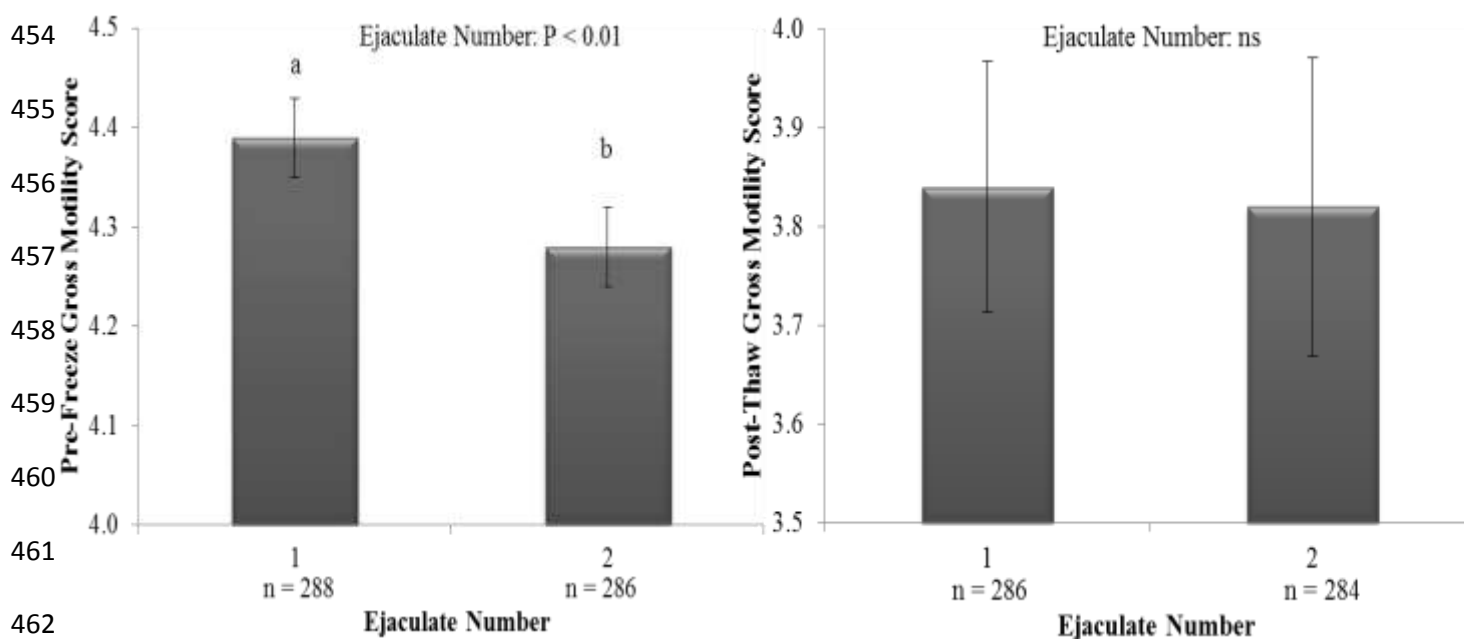 454
455
456
457
458
459
460
461
462
Pre-Freeze Gross Motility Score
4.5
4.4
4.3
4.2
4.1
4.0
Ejaculate Number: P < 0.01
a
b
1
2
n = 288
n = 286
Ejaculate Number
Post-Thaw Gross Motility Score
4.0
3.9
3.8
3.7
3.6
3.5
Ejaculate Number: ns
1
2
n = 286
n = 284
Ejaculate Number